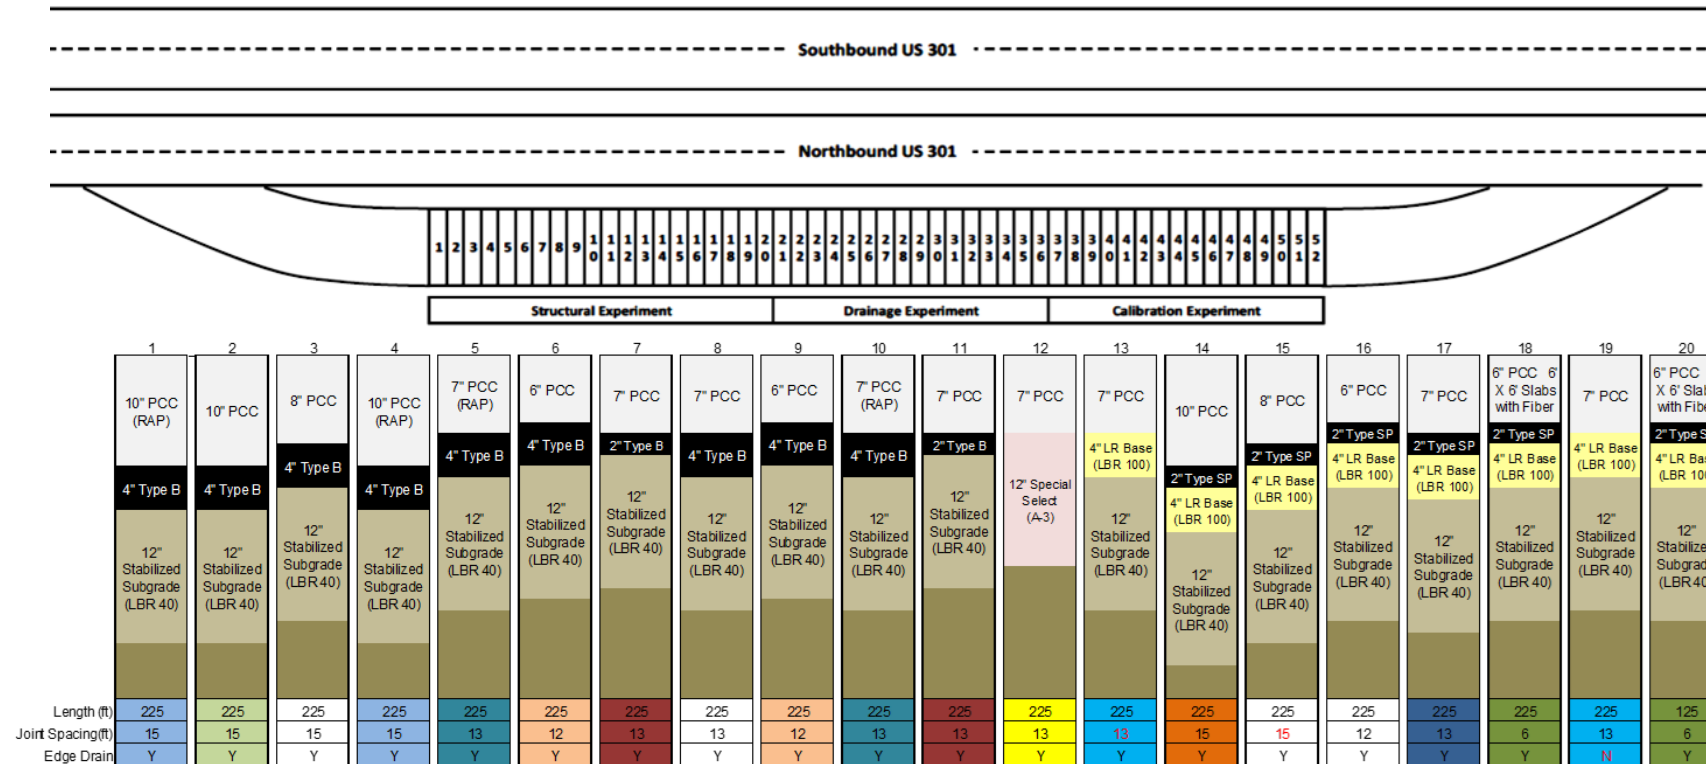 Southbound US 301
Northbound US 301
1 2 3 4 5 6 7 8 9 10 11 12 13 14 15 16 17 18 19 20 21 22 23 24 25 26 27 28 29 30 31 32 33 34 35 36 37 38 39 40 41 42 43 44 45 46 47 48 49 50 51 52
Structural Experiment
Drainage Experiment
Calibration Experiment
1 2 3 4 5 6 7 8 9 10 11 12 13 14 15 16 17 18 19 20
10" PCC
(RAP)
4" Type B
12"
Stabilized
Subgrade
(LBR 40)
10" PCC
4" Type B
12"
Stabilized
Subgrade
(LBR 40)
8" PCC
4" Type B
12"
Stabilized
Subgrade
(LBR 40)
10" PCC
(RAP)
4" Type B
12"
Stabilized
Subgrade
(LBR 40)
7" PCC
(RAP)
4" Type B
12"
Stabilized
Subgrade
(LBR 40)
6" PCC
4" Type B
12"
Stabilized
Subgrade
(LBR 40)
7" PCC
2" Type B
12"
Stabilized
Subgrade
(LBR 40)
7" PCC
4" Type B
12"
Stabilized
Subgrade
(LBR 40)
6" PCC
4" Type B
12"
Stabilized
Subgrade
(LBR 40)
7" PCC
(RAP)
4" Type B
12"
Stabilized
Subgrade
(LBR 40)
7" PCC
2" Type B
12"
Stabilized
Subgrade
(LBR 40)
7" PCC
12" Special
Select
(A-3)
7" PCC
4" LR Base
(LBR 100)
12"
Stabilized
Subgrade
(LBR 40)
10" PCC
2" Type SP
4" LR Base
(LBR 100)
12"
Stabilized
Subgrade
(LBR 40)
8" PCC
2" Type SP
4" LR Base
(LBR 100)
12"
Stabilized
Subgrade
(LBR 40)
6" PCC
2" Type SP
4" LR Base
(LBR 100)
12"
Stabilized
Subgrade
(LBR 40)
7" PCC
2" Type SP
4" LR Base
(LBR 100)
12"
Stabilized
Subgrade
(LBR 40)
6" PCC 6'
X 6' Slabs
with Fiber
2" Type SP
4" LR Base
(LBR 100)
12"
Stabilized
Subgrade
(LBR 40)
7" PCC
4" LR Base
(LBR 100)
12"
Stabilized
Subgrade
(LBR 40)
6" PCC
X 6' Slab
with Fibe
2" Type S
4" LR Bas
(LBR 100
12"
Stabilize
Subgrad
(LBR 40
Length (ft) 225 225 225 225 225 225 225 225 225 225 225 225 225 225 225 225 225 225 225 125
Joint Spacing(ft) 15 15 15 15 13 12 13 13 12 13 13 13 13 15 15 12 13 6 13 6
Edge Drain Y Y Y Y Y Y Y Y Y Y Y Y Y Y Y Y Y Y N Y